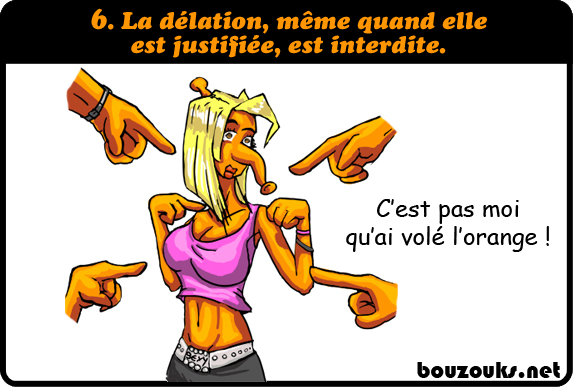 6. La délation, même quand elle
est justifiée, est interdite.
C'est pas moi
qu'ai volé l'orange !
bouzouks.net